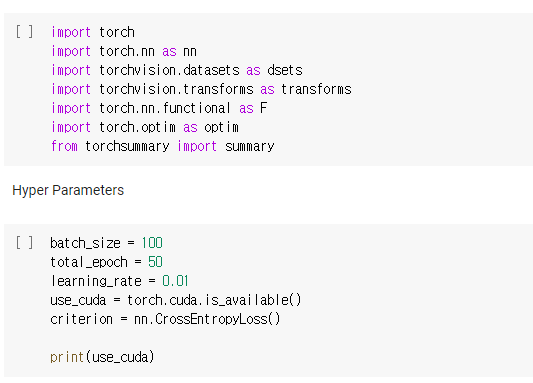 [ ] import torch
import torch.nn as nn
import torchvision.datasets as dsets
import torchvision.transforms as transforms
import torch.nn.functional as F
import torch.optim as optim
from torchsummary import summary
Hyper Parameters
[ ] batch_size = 100
total_epoch = 50
learning_rate = 0.01
use_cuda = torch.cuda.is_available()
criterion = nn.CrossEntropyLoss()
print(use_cuda)